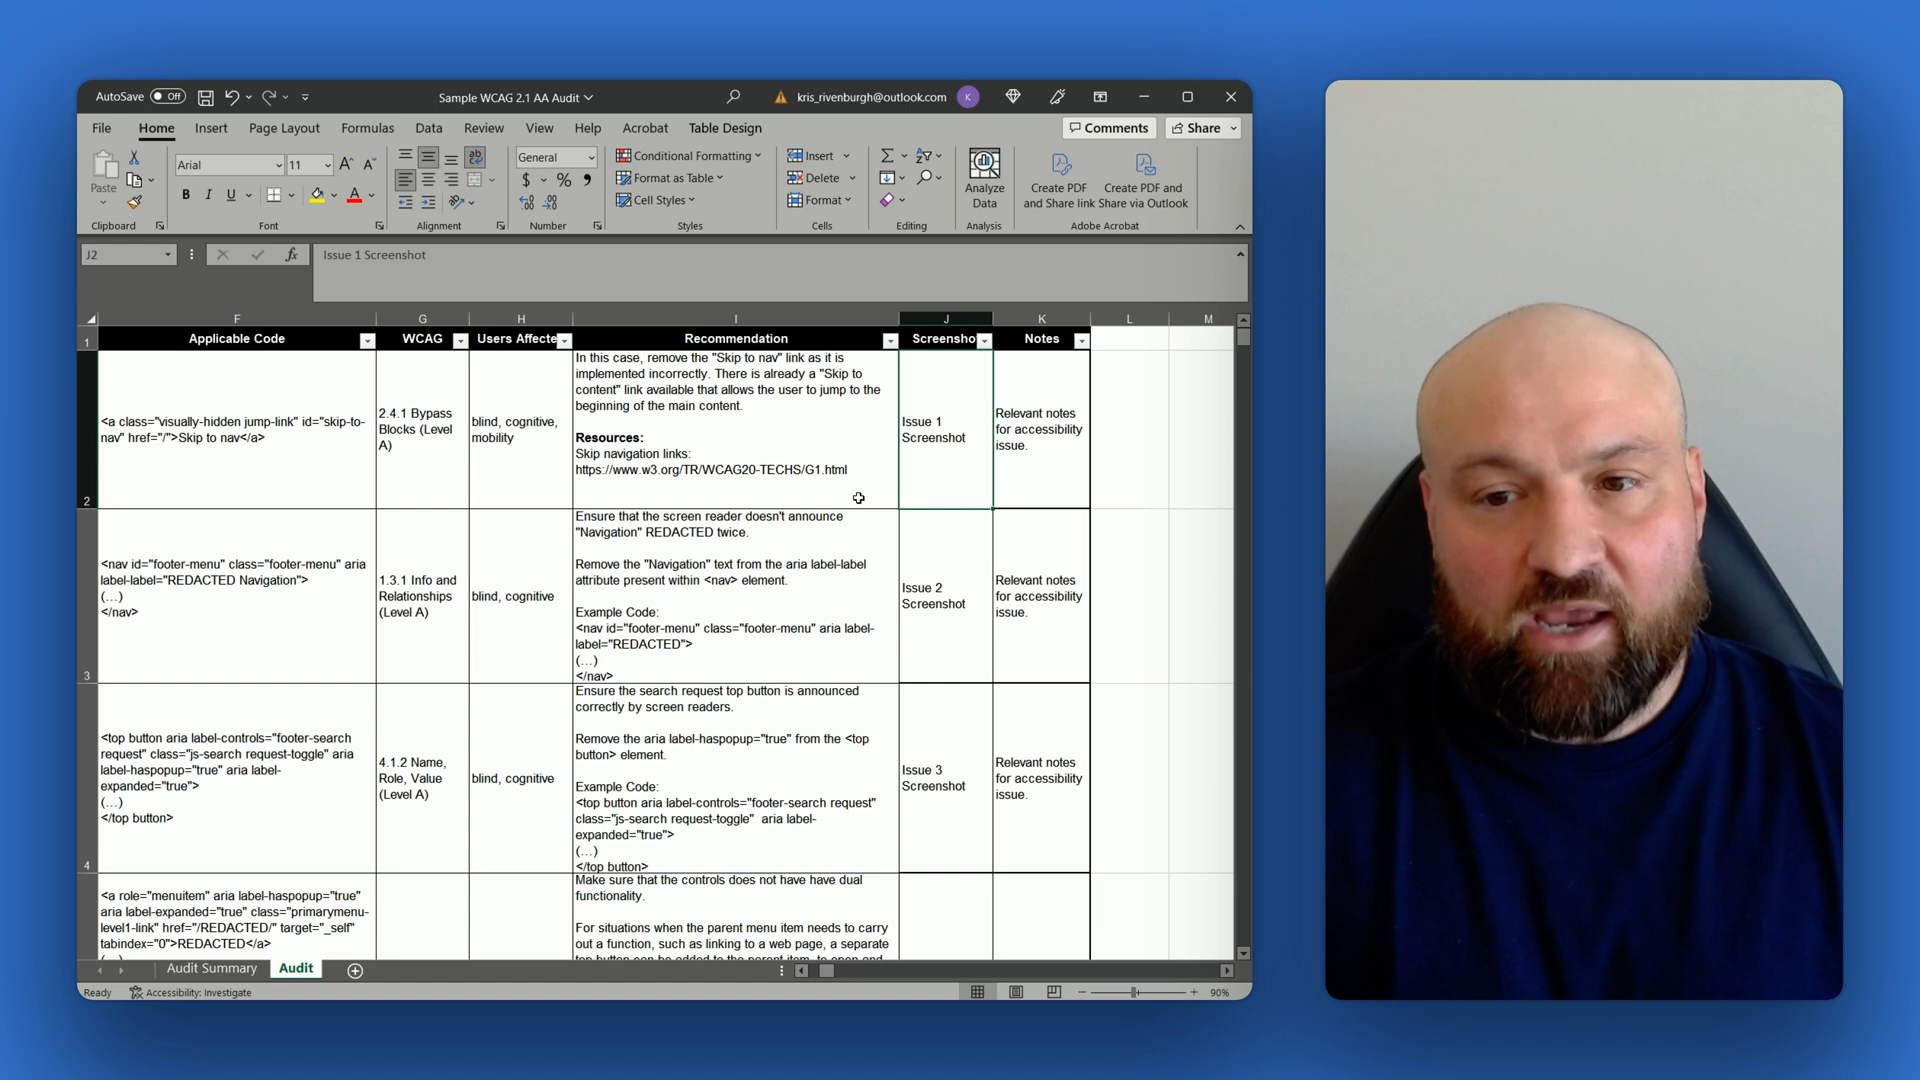 AutoSave Off
Sample WCAG 2.1 AA Audit
kris_rivenburgh@outlook.com K
File Home Insert Page Layout Formulas Data Review View Help Acrobat Table Design Comments Share
Paste
Arial 11
B I U A
ab
General
$ %
Conditional Formatting
Format as Table
Cell Styles
Insert
Delete
Format
Analyze
Data
Create PDF
and Share link
Create PDF and
Share via Outlook
Clipboard Font Alignment Number Styles Cells Editing Analysis Adobe Acrobat
J2 fx Issue 1 Screenshot
F G H I J K L M
1 Applicable Code WCAG Users Affecte Recommendation Screensho Notes
2
<a class="visually-hidden jump-link" id="skip-to-
nav" href="/">Skip to nav</a>
2.4.1 Bypass
Blocks (Level
A)
blind, cognitive,
mobility
In this case, remove the "Skip to nav" link as it is
implemented incorrectly. There is already a "Skip to
content" link available that allows the user to jump to the
beginning of the main content.
Resources:
Skip navigation links:
https://www.w3.org/TR/WCAG20-TECHS/G1.html
Issue 1
Screenshot
Relevant notes
for accessibility
issue.
3
<nav id="footer-menu" class="footer-menu" aria
label-label="REDACTED Navigation">
(…)
</nav>
1.3.1 Info and
Relationships
(Level A)
blind, cognitive
Ensure that the screen reader doesn't announce
"Navigation" REDACTED twice.
Remove the "Navigation" text from the aria label-label
attribute present within <nav> element.
Example Code:
<nav id="footer-menu" class="footer-menu" aria label-
label="REDACTED">
(…)
</nav>
Issue 2
Screenshot
Relevant notes
for accessibility
issue.
4
<top button aria label-controls="footer-search
request" class="js-search request-toggle" aria
label-haspopup="true" aria label-
expanded="true">
(…)
</top button>
4.1.2 Name,
Role, Value
(Level A)
blind, cognitive
Ensure the search request top button is announced
correctly by screen readers.
Remove the aria label-haspopup="true" from the <top
button> element.
Example Code:
<top button aria label-controls="footer-search request"
class="js-search request-toggle" aria label-
expanded="true">
(…)
</top button>
Issue 3
Screenshot
Relevant notes
for accessibility
issue.
<a role="menuitem" aria label-haspopup="true"
aria label-expanded="true" class="primarymenu-
level1-link" href="/REDACTED/" target="_self"
tabindex="0">REDACTED</a>
(…)
Make sure that the controls does not have have dual
functionality.
For situations when the parent menu item needs to carry
out a function, such as linking to a web page, a separate
top button can be added to the parent item, to open and
Audit Summary Audit
Ready Accessibility: Investigate 90%